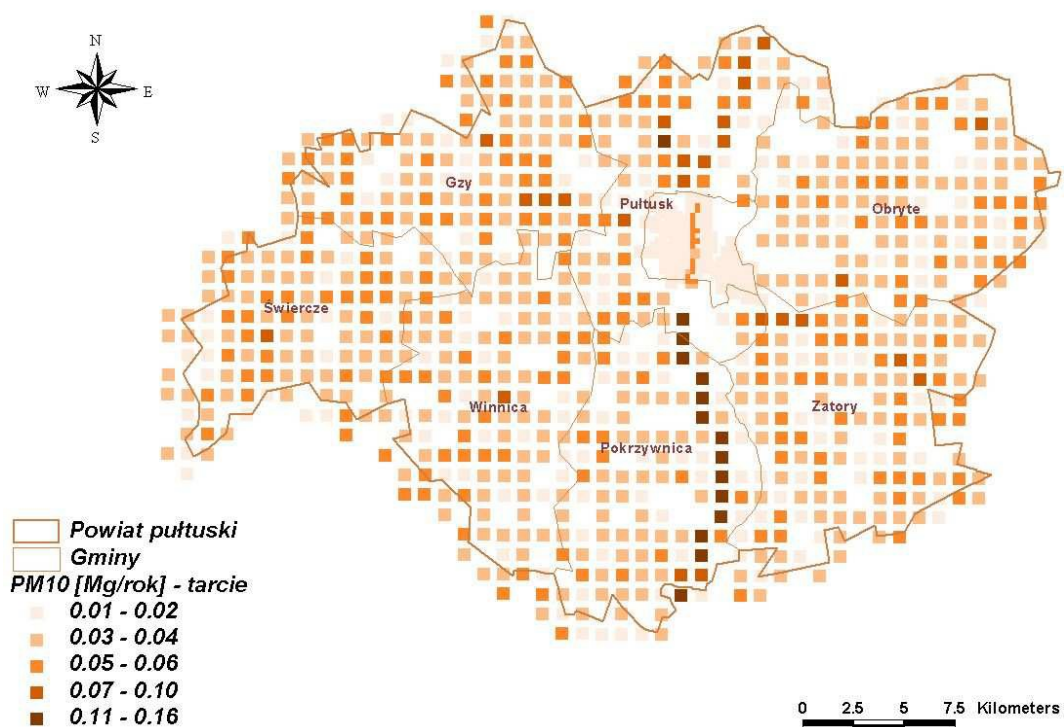 N
W E
S
Gzy
Pułtusk
Obryte
Świercze
Winnica
Zatory
Pokrzywnica
Powiat pułtuski
Gminy
PM10 [Mg/rok] - tarcie
0.01 - 0.02
0.03 - 0.04
0.05 - 0.06
0.07 - 0.10
0.11 - 0.16
0 2.5 5 7.5 Kilometers